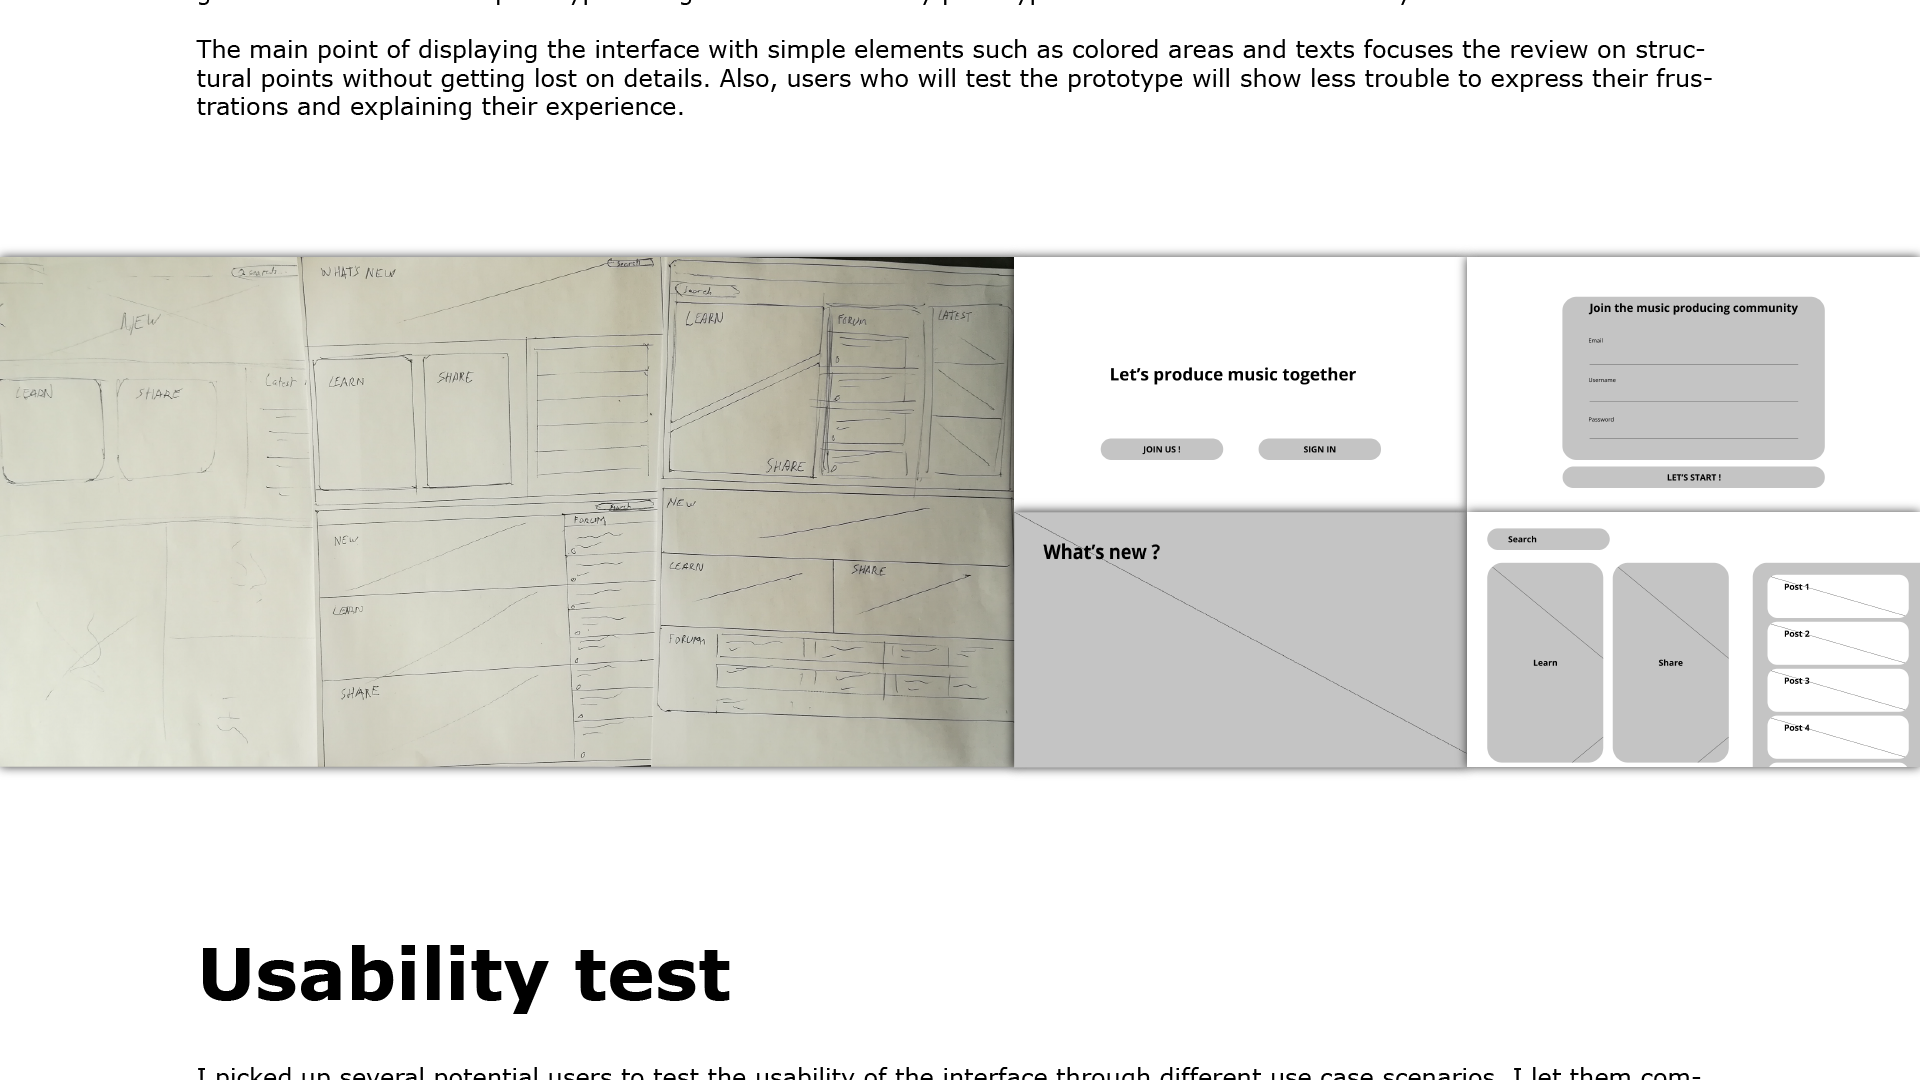 The main point of displaying the interface with simple elements such as colored areas and texts focuses the review on struc-
tural points without getting lost on details. Also, users who will test the prototype will show less trouble to express their frus-
trations and explaining their experience.
Search
NEW
LEARN
SHARE
Latest
WHAT'S NEW
Search
LEARN
SHARE
Search
NEW
FORUM
LEARN
SHARE
Search
LEARN
SHARE
FORUM
LATEST
NEW
LEARN
SHARE
FORUM
Let’s produce music together
JOIN US !
SIGN IN
Join the music producing community
Email
Username
Password
LET’S START !
What’s new ?
Search
Learn
Share
Post 1
Post 2
Post 3
Post 4
Usability test
I picked up several potential users to test the usability of the interface through different use case scenarios. I let them com-